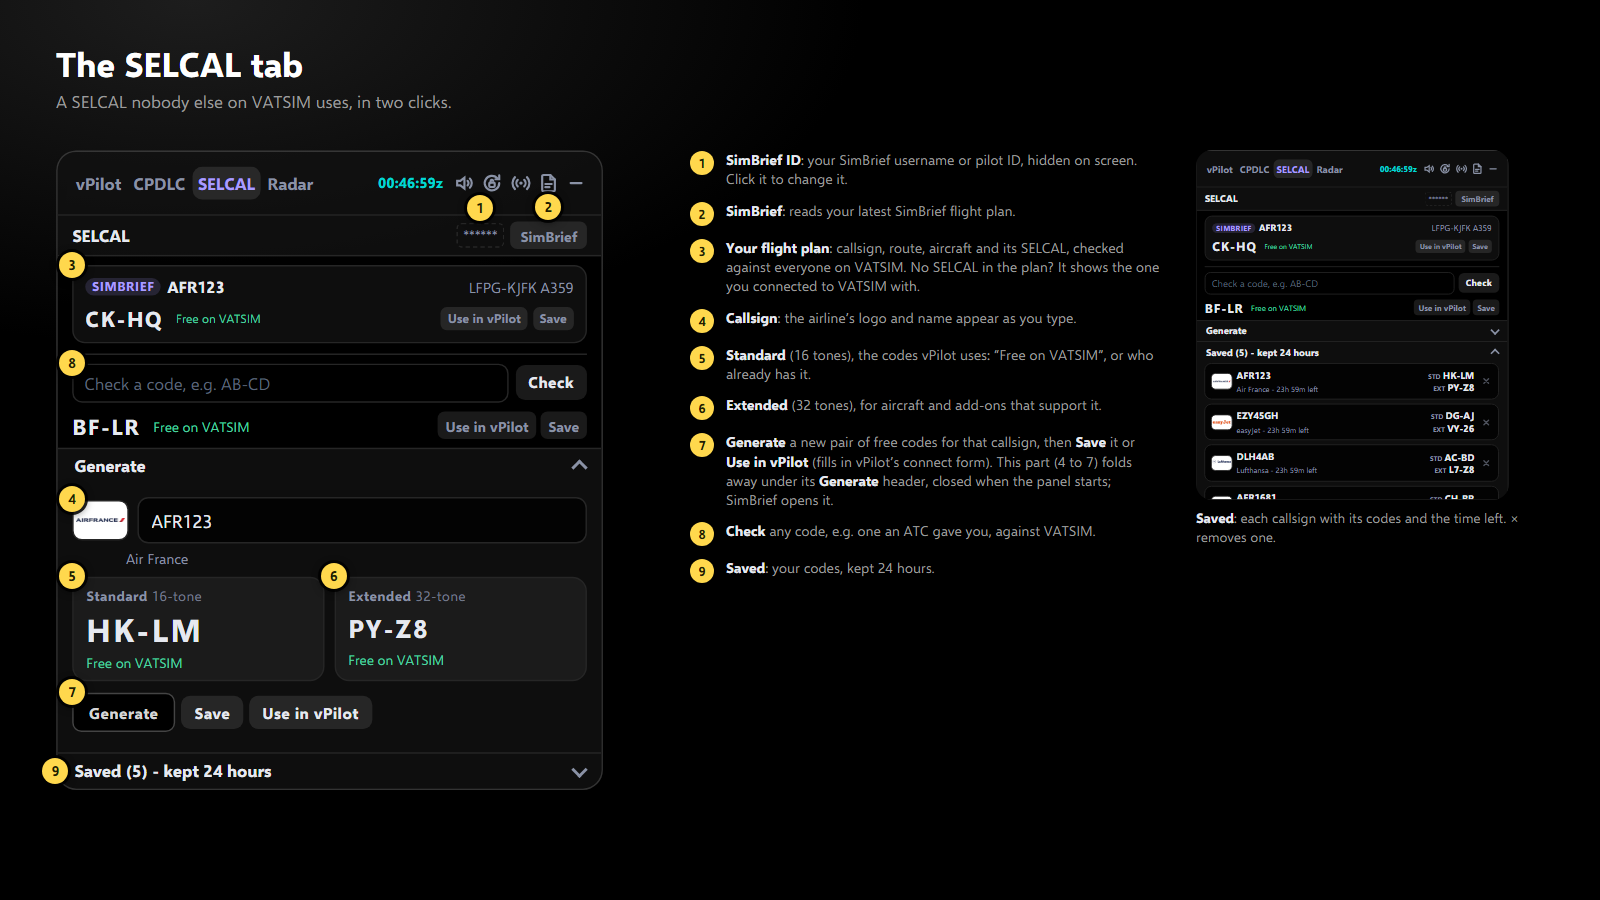 The SELCAL tab
A SELCAL nobody else on VATSIM uses, in two clicks.
vPilot CPDLC SELCAL Radar 00:46:59z
1 2
SELCAL ****** SimBrief
3
SIMBRIEF AFR123 LFPG-KJFK A359
CK-HQ Free on VATSIM Use in vPilot Save
8
Check a code, e.g. AB-CD Check
BF-LR Free on VATSIM Use in vPilot Save
Generate
4
AIRFRANCE AFR123
Air France
5 6
Standard 16-tone Extended 32-tone
HK-LM PY-Z8
Free on VATSIM Free on VATSIM
7
Generate Save Use in vPilot
9 Saved (5) - kept 24 hours
1 SimBrief ID: your SimBrief username or pilot ID, hidden on screen.
Click it to change it.
2 SimBrief: reads your latest SimBrief flight plan.
3 Your flight plan: callsign, route, aircraft and its SELCAL, checked
against everyone on VATSIM. No SELCAL in the plan? It shows the one
you connected to VATSIM with.
4 Callsign: the airline's logo and name appear as you type.
5 Standard (16 tones), the codes vPilot uses: "Free on VATSIM", or who
already has it.
6 Extended (32 tones), for aircraft and add-ons that support it.
7 Generate a new pair of free codes for that callsign, then Save it or
Use in vPilot (fills in vPilot's connect form). This part (4 to 7) folds
away under its Generate header, closed when the panel starts;
SimBrief opens it.
8 Check any code, e.g. one an ATC gave you, against VATSIM.
9 Saved: your codes, kept 24 hours.
vPilot CPDLC SELCAL Radar 00:46:59z
SELCAL ****** SimBrief
SIMBRIEF AFR123 LFPG-KJFK A359
CK-HQ Free on VATSIM Use in vPilot Save
Check a code, e.g. AB-CD Check
BF-LR Free on VATSIM Use in vPilot Save
Generate
Saved (5) - kept 24 hours
AFR123 STD HK-LM
Air France - 23h 59m left EXT PY-Z8
EZY45GH STD DG-AJ
easyJet - 23h 59m left EXT VY-26
DLH4AB STD AC-BD
Lufthansa - 23h 59m left EXT L7-Z8
AFR1681 STD CH-BR
Saved: each callsign with its codes and the time left. ×
removes one.